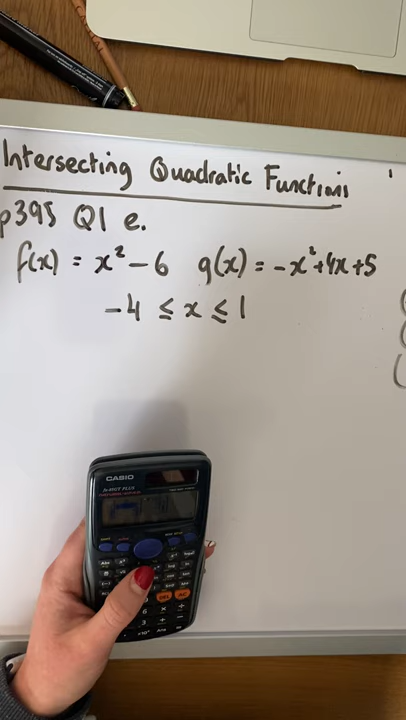 Intersecting Quadratic Functions
p395 Q1 e.
f(x) = x² - 6 g(x) = -x²+4x+5
-4 ≤ x ≤ 1
CASIO